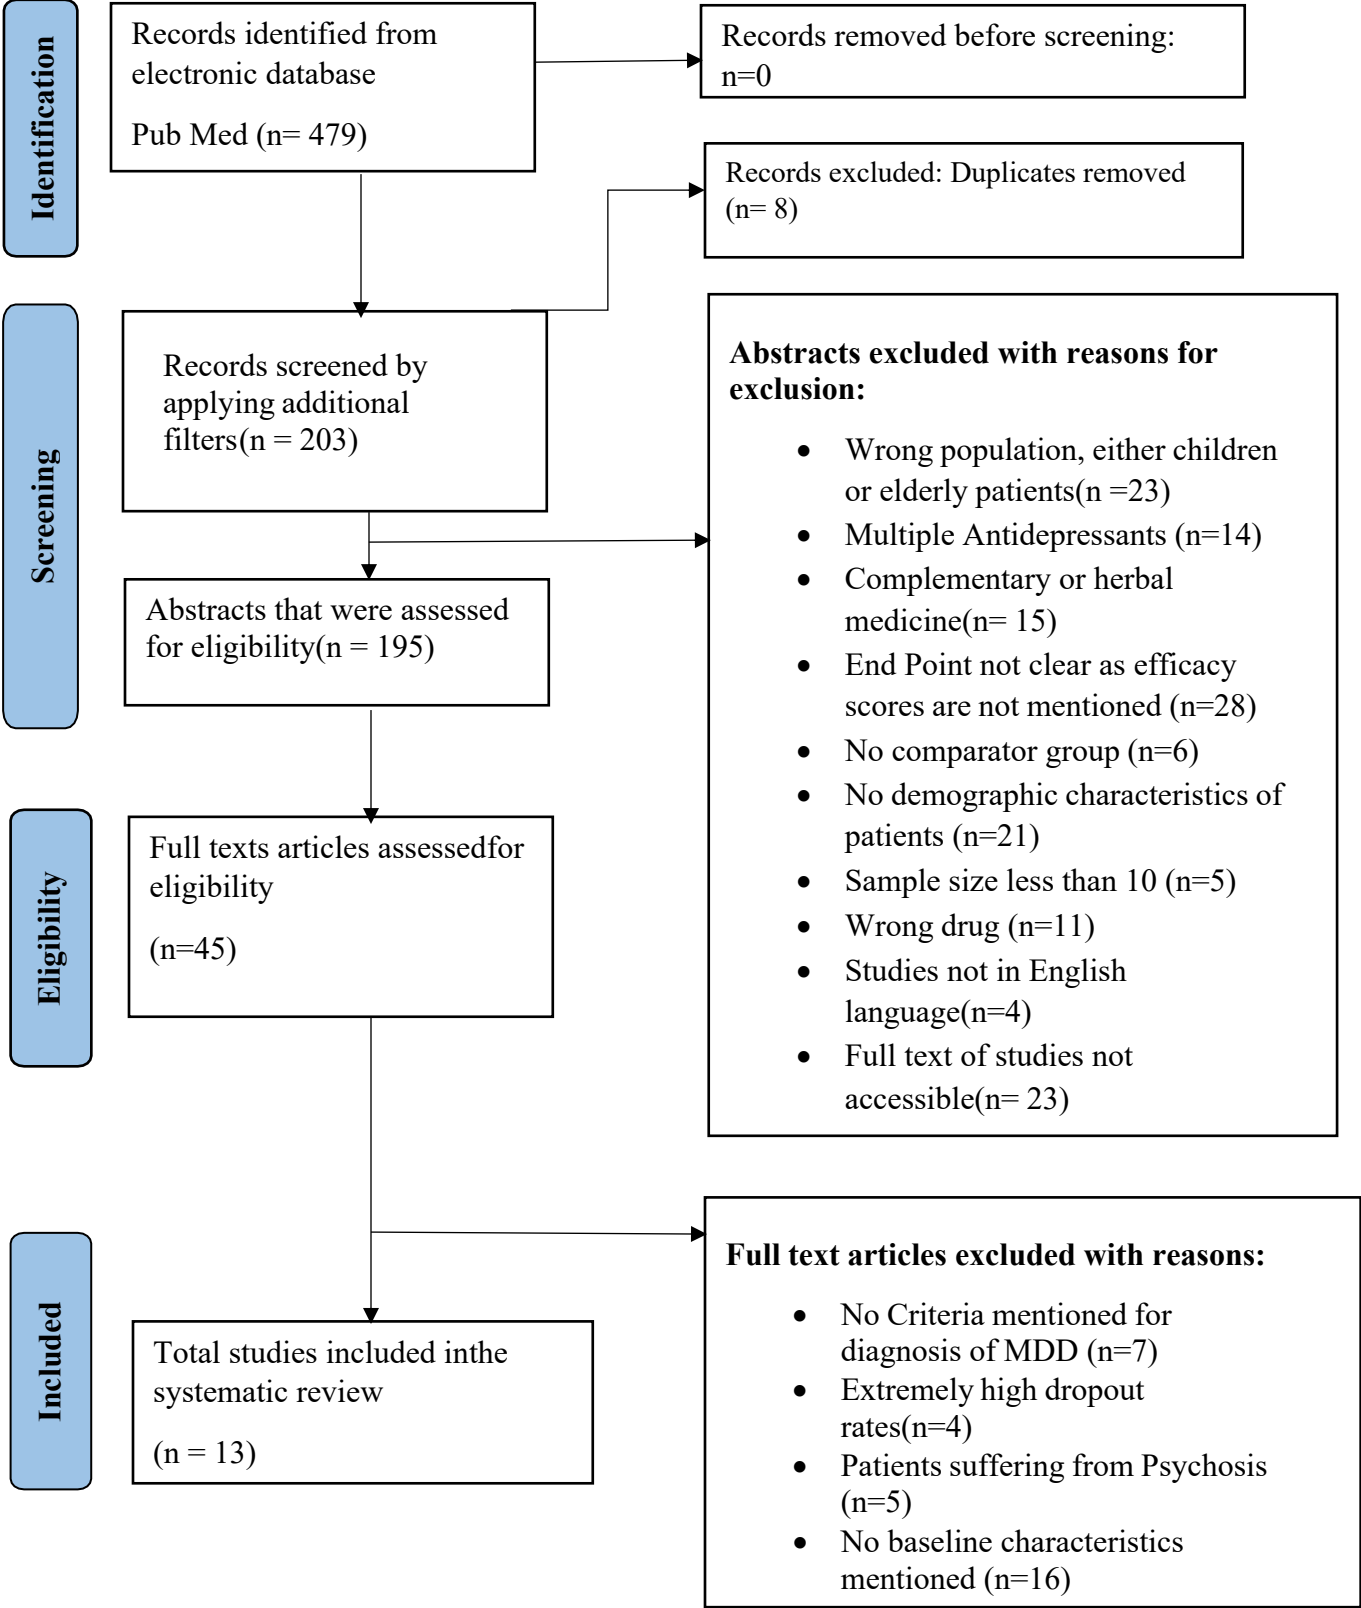 Identification
Records identified from
electronic database
Pub Med (n= 479)
Records removed before screening:
n=0
Records excluded: Duplicates removed
(n= 8)
Screening
Records screened by
applying additional
filters(n = 203)
Abstracts that were assessed
for eligibility(n = 195)
Abstracts excluded with reasons for
exclusion:
• Wrong population, either children
or elderly patients(n =23)
• Multiple Antidepressants (n=14)
• Complementary or herbal
medicine(n= 15)
• End Point not clear as efficacy
scores are not mentioned (n=28)
• No comparator group (n=6)
• No demographic characteristics of
patients (n=21)
• Sample size less than 10 (n=5)
• Wrong drug (n=11)
• Studies not in English
language(n=4)
• Full text of studies not
accessible(n= 23)
Eligibility
Full texts articles assessedfor
eligibility
(n=45)
Included
Total studies included inthe
systematic review
(n = 13)
Full text articles excluded with reasons:
• No Criteria mentioned for
diagnosis of MDD (n=7)
• Extremely high dropout
rates(n=4)
• Patients suffering from Psychosis
(n=5)
• No baseline characteristics
mentioned (n=16)